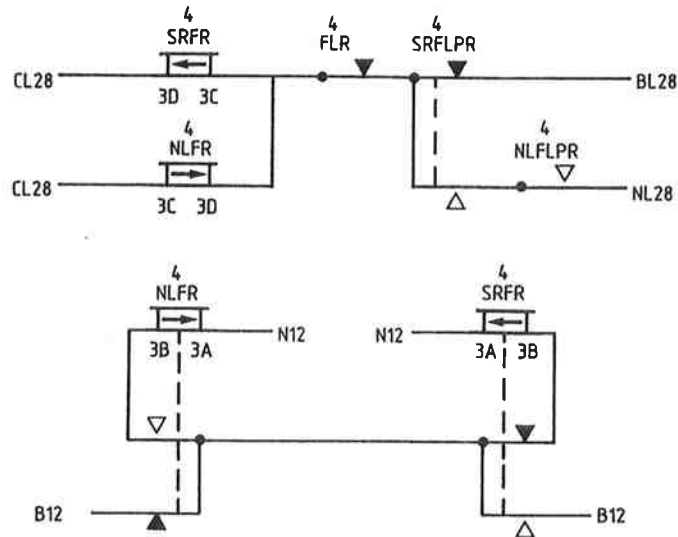 4 SRFR
4 FLR
4 SRFLPR
CL28
3D 3C
BL28
4 NLFR
4 NLFLPR
CL28
3C 3D
NL28
4 NLFR
4 SRFR
3B 3A
N12
N12
3A 3B
B12
B12